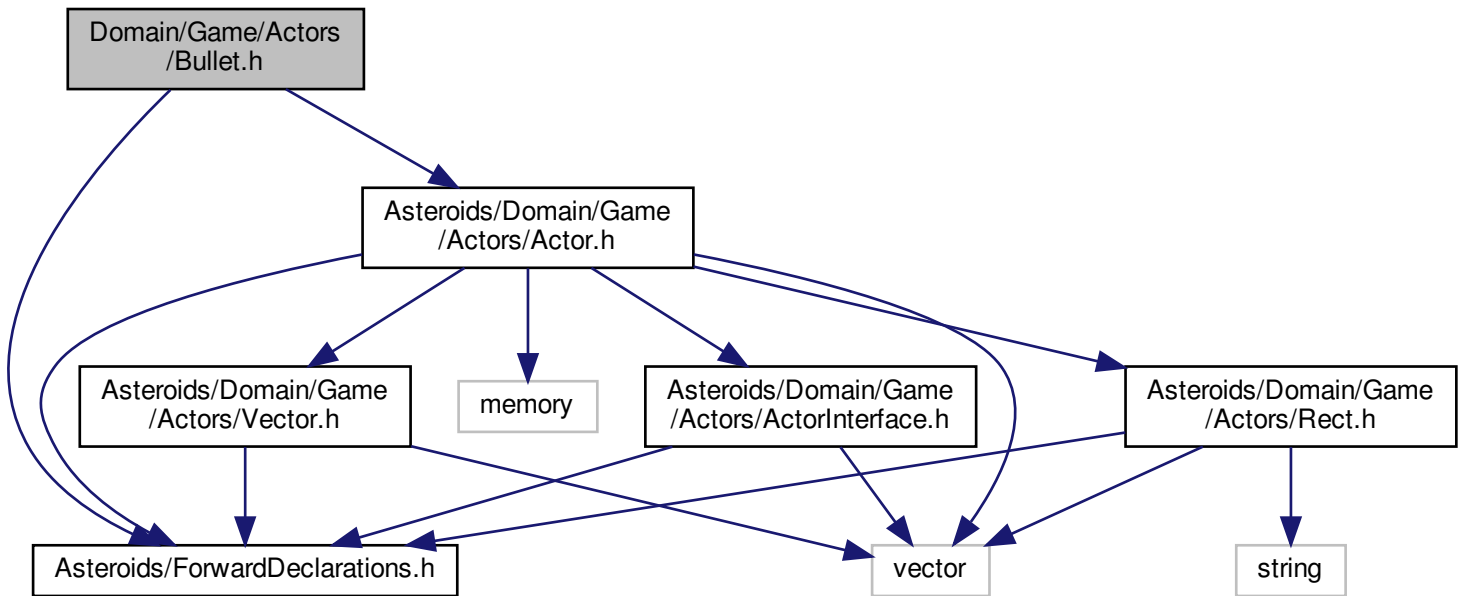 Domain/Game/Actors
/Bullet.h
Asteroids/Domain/Game
/Actors/Actor.h
Asteroids/Domain/Game
/Actors/Vector.h
memory
Asteroids/Domain/Game
/Actors/ActorInterface.h
Asteroids/Domain/Game
/Actors/Rect.h
Asteroids/ForwardDeclarations.h
vector
string